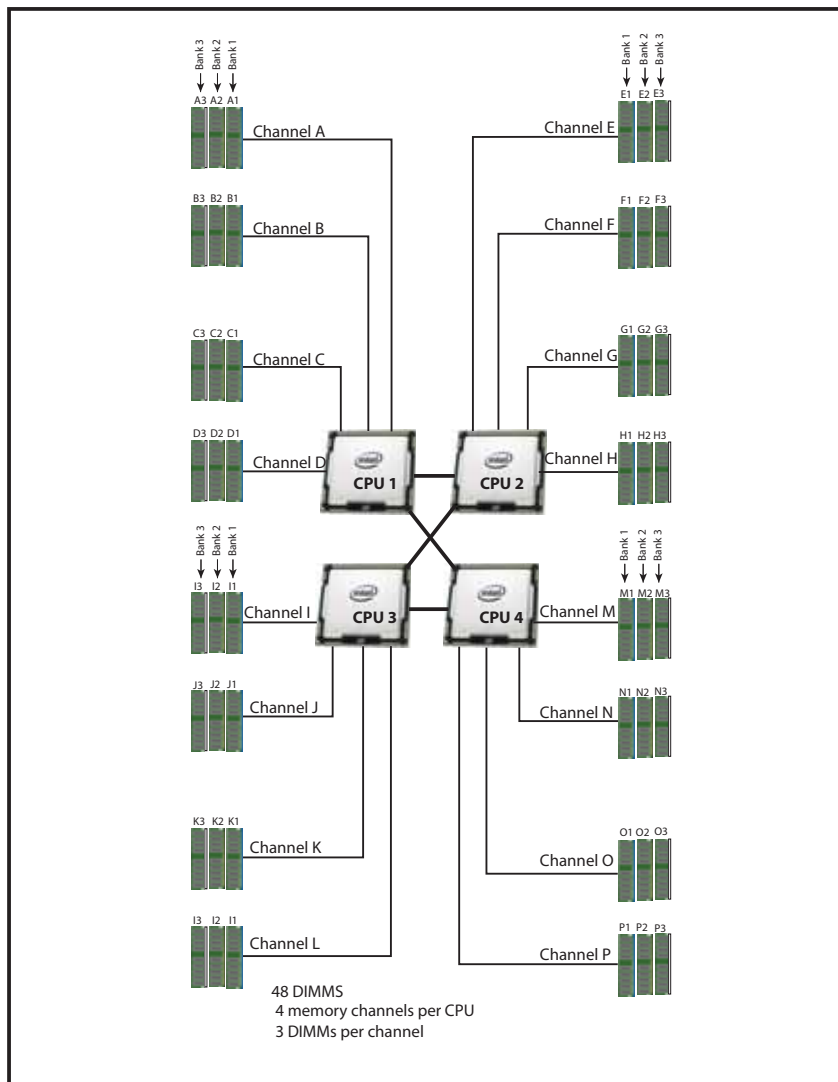 Bank 3
Bank 2
Bank 1
A3 A2 A1
Channel A
B3 B2 B1
Channel B
C3 C2 C1
Channel C
D3 D2 D1
Channel D
Bank 1
Bank 2
Bank 3
E1 E2 E3
Channel E
F1 F2 F3
Channel F
G1 G2 G3
Channel G
H1 H2 H3
Channel H
intel
CPU 1
intel
CPU 2
Bank 3
Bank 2
Bank 1
I3 I2 I1
Channel I
J3 J2 J1
Channel J
K3 K2 K1
Channel K
I3 I2 I1
Channel L
intel
CPU 3
intel
CPU 4
Bank 1
Bank 2
Bank 3
M1 M2 M3
Channel M
N1 N2 N3
Channel N
O1 O2 O3
Channel O
P1 P2 P3
Channel P
48 DIMMS
4 memory channels per CPU
3 DIMMs per channel